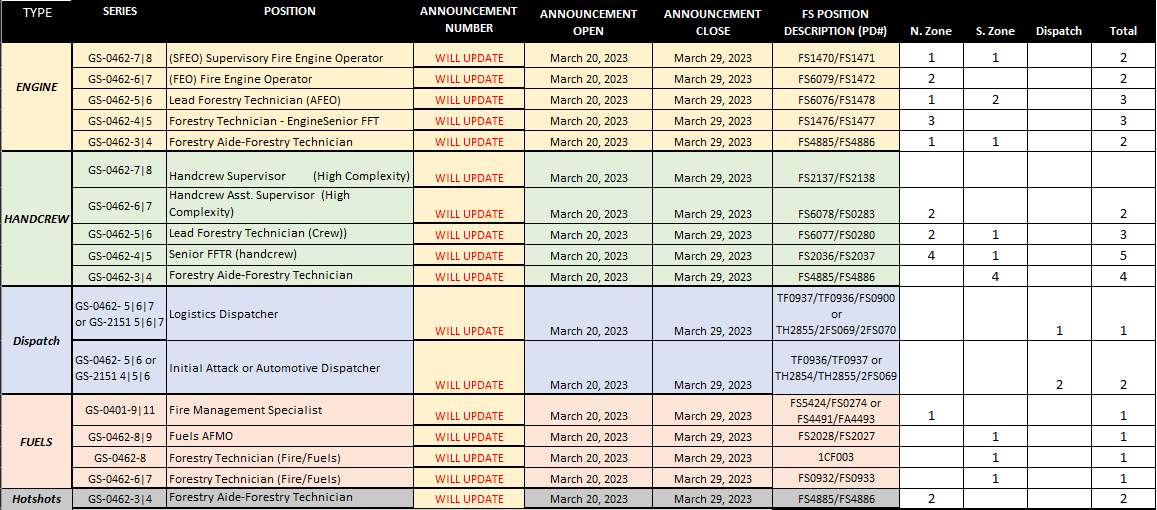 TYPE SERIES POSITION ANNOUNCEMENT NUMBER ANNOUNCEMENT OPEN ANNOUNCEMENT CLOSE FS POSITION DESCRIPTION (PD#) N. Zone S. Zone Dispatch Total
ENGINE
GS-0462-7|8 (SFEO) Supervisory Fire Engine Operator WILL UPDATE March 20, 2023 March 29, 2023 FS1470/FS1471 1 1 2
GS-0462-6|7 (FEO) Fire Engine Operator WILL UPDATE March 20, 2023 March 29, 2023 FS6079/FS1472 2 2
GS-0462-5|6 Lead Forestry Technician (AFEO) WILL UPDATE March 20, 2023 March 29, 2023 FS6076/FS1478 1 2 3
GS-0462-4|5 Forestry Technician - EngineSenior FFT WILL UPDATE March 20, 2023 March 29, 2023 FS1476/FS1477 3 3
GS-0462-3|4 Forestry Aide-Forestry Technician WILL UPDATE March 20, 2023 March 29, 2023 FS4885/FS4886 1 1 2
HANDCREW
GS-0462-7|8 Handcrew Supervisor (High Complexity) WILL UPDATE March 20, 2023 March 29, 2023 FS2137/FS2138
GS-0462-6|7 Handcrew Asst. Supervisor (High Complexity) WILL UPDATE March 20, 2023 March 29, 2023 FS6078/FS0283 2 2
GS-0462-5|6 Lead Forestry Technician (Crew)) WILL UPDATE March 20, 2023 March 29, 2023 FS6077/FS0280 2 1 3
GS-0462-4|5 Senior FFTR (handcrew) WILL UPDATE March 20, 2023 March 29, 2023 FS2036/FS2037 4 1 5
GS-0462-3|4 Forestry Aide-Forestry Technician WILL UPDATE March 20, 2023 March 29, 2023 FS4885/FS4886 4 4
Dispatch
GS-0462- 5|6|7 or GS-2151 5|6|7 Logistics Dispatcher WILL UPDATE March 20, 2023 March 29, 2023 TF0937/TF0936/FS0900 or TH2855/2FS069/2FS070 1 1
GS-0462- 5|6 or GS-2151 4|5|6 Initial Attack or Automotive Dispatcher WILL UPDATE March 20, 2023 March 29, 2023 TF0936/TF0937 or TH2854/TH2855/2FS069 2 2
FUELS
GS-0401-9|11 Fire Management Specialist WILL UPDATE March 20, 2023 March 29, 2023 FS5424/FS0274 or FS4491/FA4493 1 1
GS-0462-8|9 Fuels AFMO WILL UPDATE March 20, 2023 March 29, 2023 FS2028/FS2027 1 1
GS-0462-8 Forestry Technician (Fire/Fuels) WILL UPDATE March 20, 2023 March 29, 2023 1CF003 1 1
GS-0462-6|7 Forestry Technician (Fire/Fuels) WILL UPDATE March 20, 2023 March 29, 2023 FS0932/FS0933 1 1
Hotshots GS-0462-3|4 Forestry Aide-Forestry Technician WILL UPDATE March 20, 2023 March 29, 2023 FS4885/FS4886 2 2